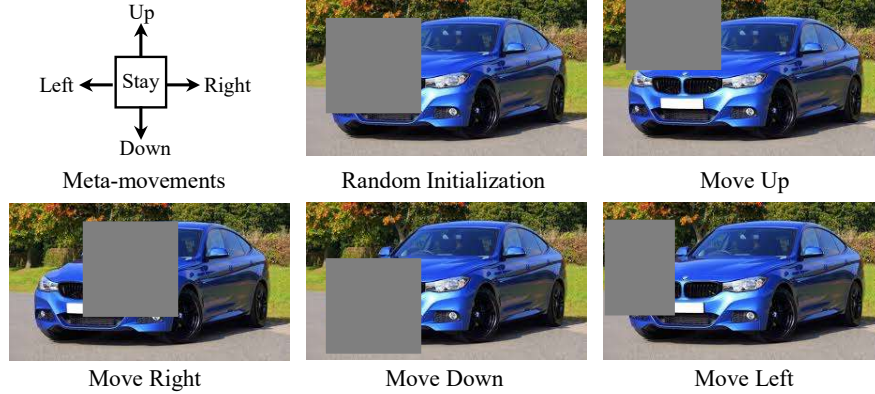 Up
Left
Stay
Right
Down
Meta-movements
Random Initialization
Move Up
Move Right
Move Down
Move Left